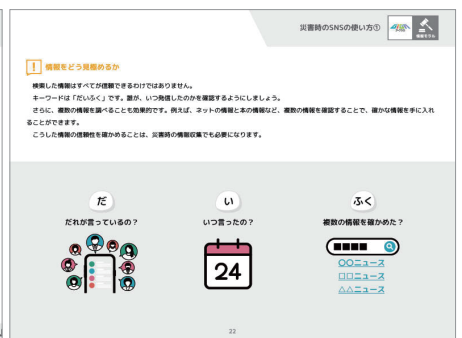 災害時のSNSの使い方①
! 情報をどう見極めるか
検索した情報はすべてが信頼できるわけではありません。
キーワードは「だいふく」です。誰が、いつ発信したのかを確認するようにしましょう。
さらに、複数の情報を調べることも効果的です。例えば、ネットの情報と本の情報など、複数の情報を確認することで、確かな情報を手に入れ
ることができます。
こうした情報の信頼性を確かめることは、災害時の情報収集でも必要になります。
だ
だれが言っているの？
い
いつ言ったの？
24
ふく
複数の情報を確かめた？
〇〇ニュース
□□ニュース
△△ニュース
22